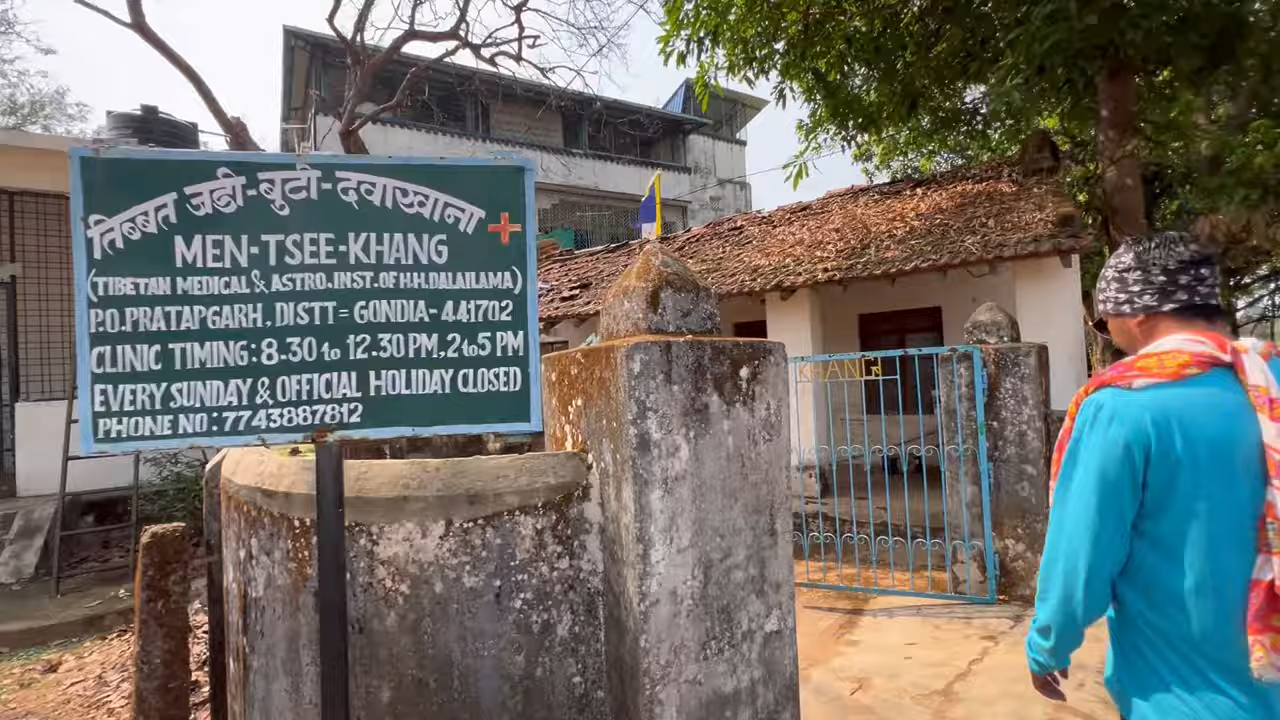 तिब्बत जडी-बुटी-दवाखाना
MEN-TSEE-KHANG
(TIBETAN MEDICAL & ASTRO. INST. OF H.H. DALAILAMA)
P.O. PRATAPGARH, DISTT = GONDIA- 441702
CLINIC TIMING: 8.30 to 12.30 PM, 2 to 5 PM
EVERY SUNDAY & OFFICIAL HOLIDAY CLOSED
PHONE NO: 7743887812
KHANG